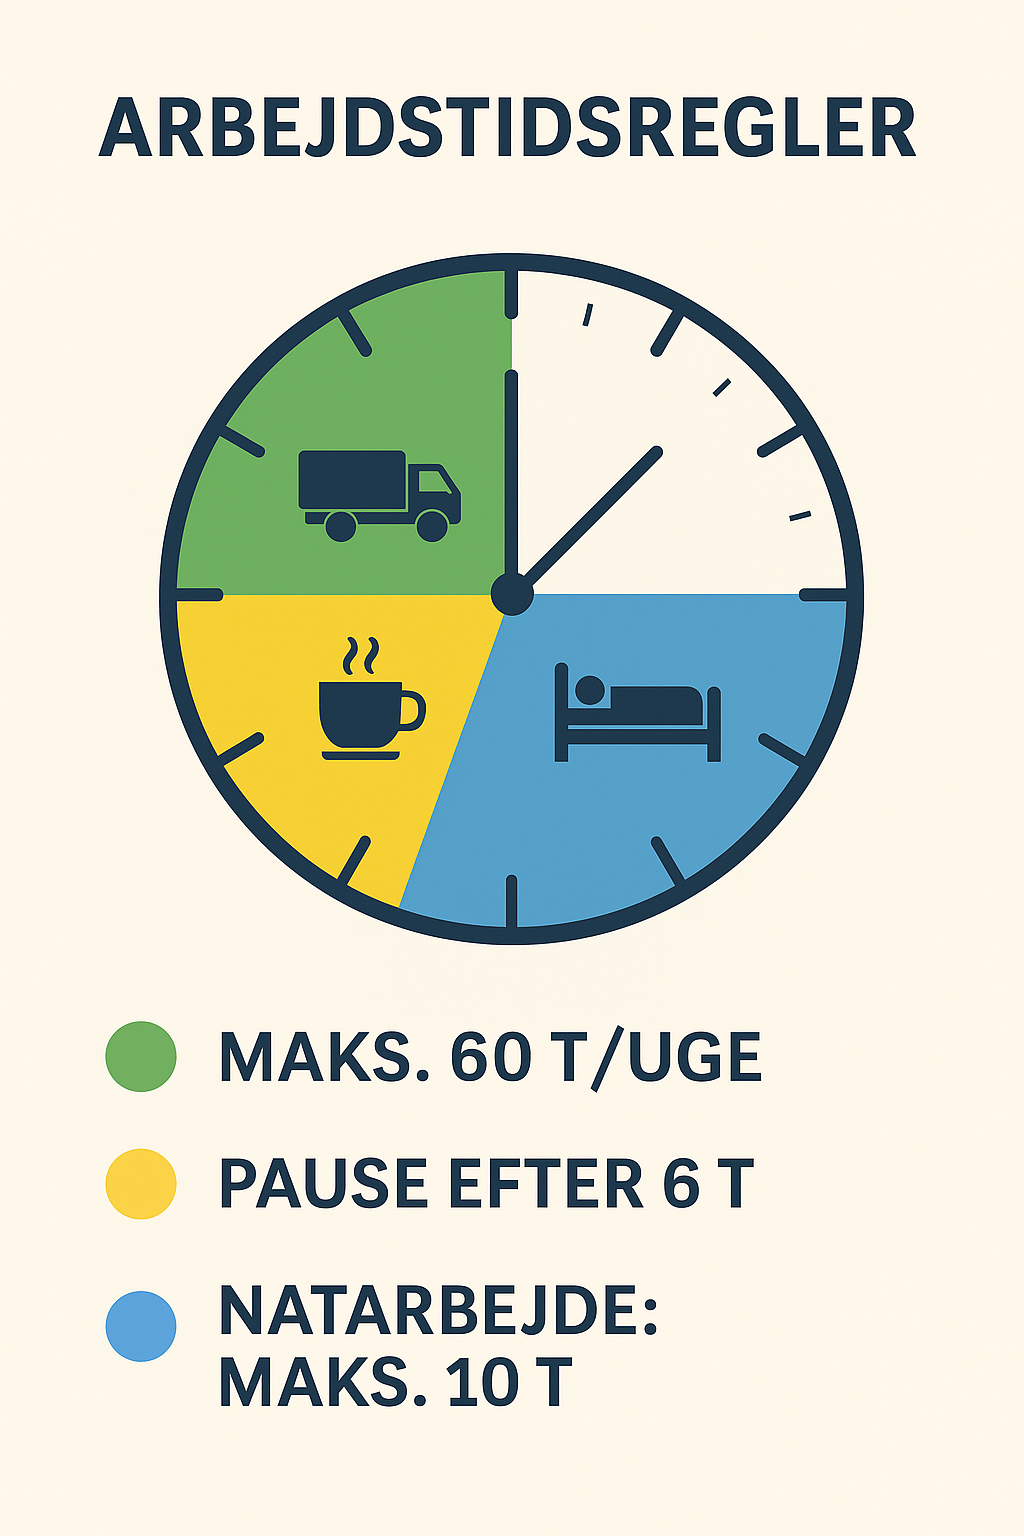 ARBEJDSTIDSREGLER
MAKS. 60 T/UGE
PAUSE EFTER 6 T
NATARBEJDE:
MAKS. 10 T